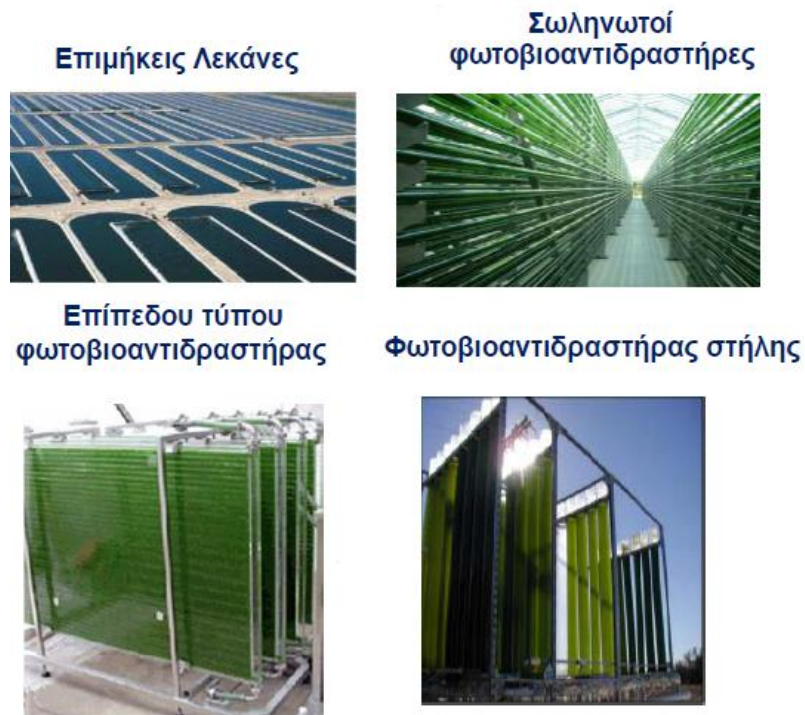 Επιμήκεις Λεκάνες
Σωληνωτοί
φωτοβιοαντιδραστήρες
Επίπεδου τύπου
φωτοβιοαντιδραστήρας
Φωτοβιοαντιδραστήρας στήλης